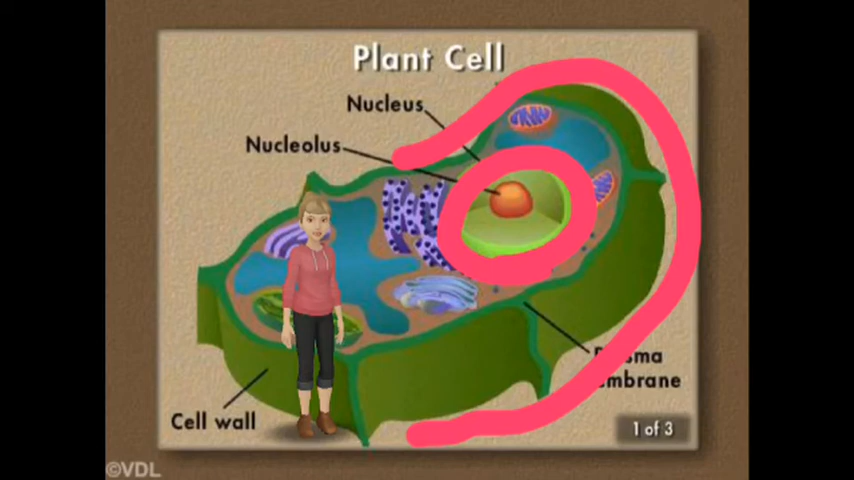 Plant Cell
Nucleus
Nucleolus
Cell wall
1 of 3
©VDL